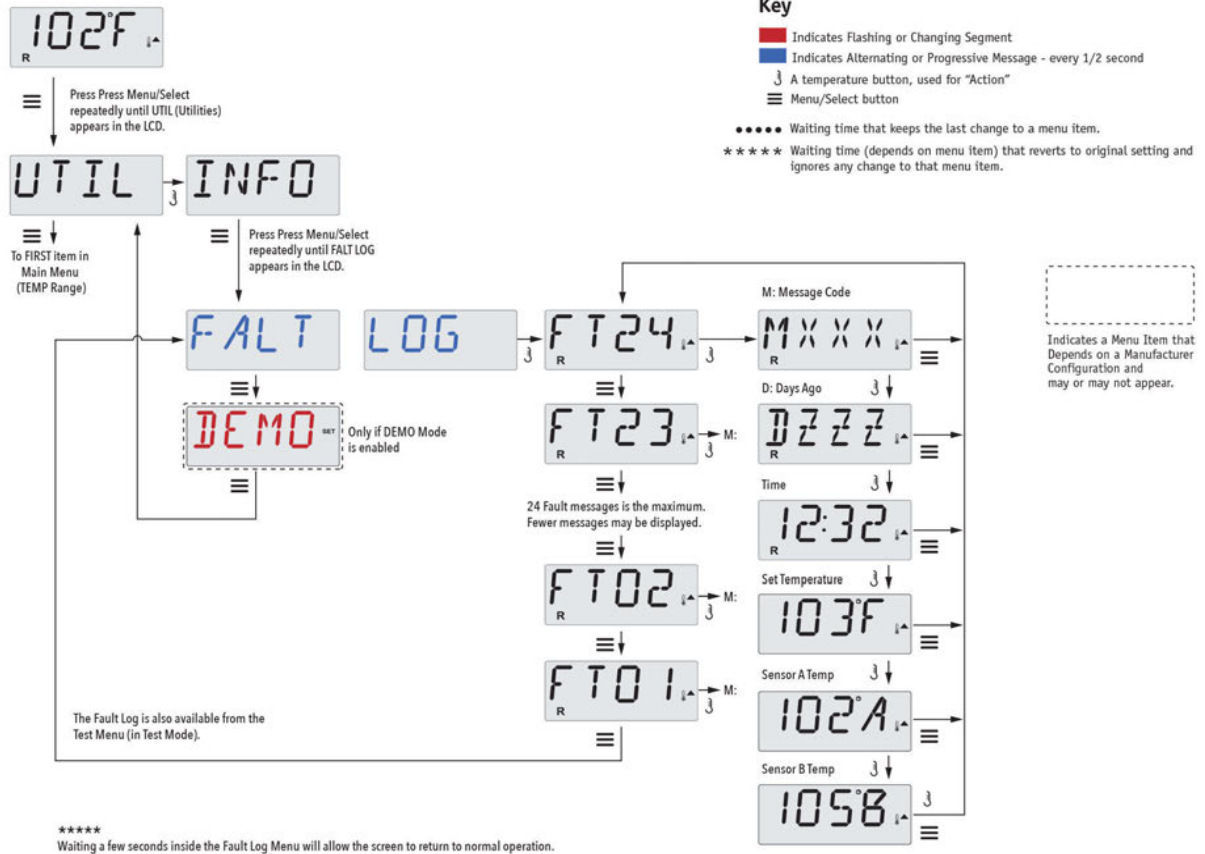 Key
Indicates Flashing or Changing Segment
Indicates Alternating or Progressive Message - every 1/2 second
A temperature button, used for “Action”
Menu/Select button
••••• Waiting time that keeps the last change to a menu item.
***** Waiting time (depends on menu item) that reverts to original setting and
ignores any change to that menu item.
102°F
R
Press Press Menu/Select
repeatedly until UTIL (Utilities)
appears in the LCD.
UTIL
INFO
To FIRST item in
Main Menu
(TEMP Range)
Press Press Menu/Select
repeatedly until FALT LOG
appears in the LCD.
FALT
LOG
DEMO
SET
Only if DEMO Mode
is enabled
FT24
R
FT23
R
M:
24 Fault messages is the maximum.
Fewer messages may be displayed.
FT02
R
M:
FT01
R
M:
M: Message Code
MXXX
R
D: Days Ago
DZZZ
R
Time
12:32
R
Set Temperature
103°F
Sensor A Temp
102°A
Sensor B Temp
105°B
Indicates a Menu Item that
Depends on a Manufacturer
Configuration and
may or may not appear.
The Fault Log is also available from the
Test Menu (in Test Mode).
*****
Waiting a few seconds inside the Fault Log Menu will allow the screen to return to normal operation.